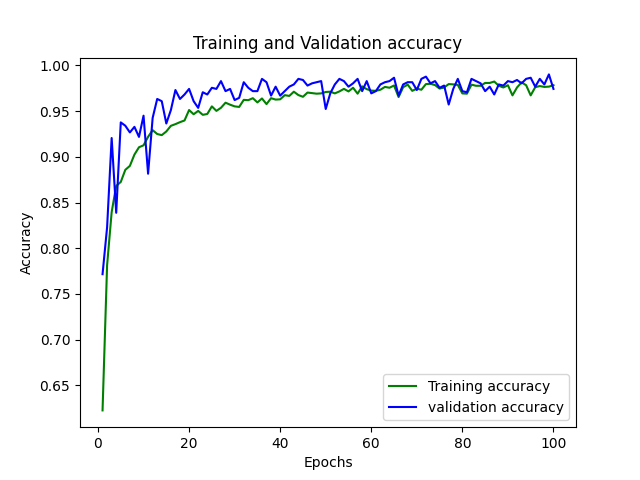 Training and Validation accuracy
1.00
0.95
0.90
0.85
0.80
0.75
0.70
0.65
Accuracy
0 20 40 60 80 100
Epochs
Training accuracy
validation accuracy